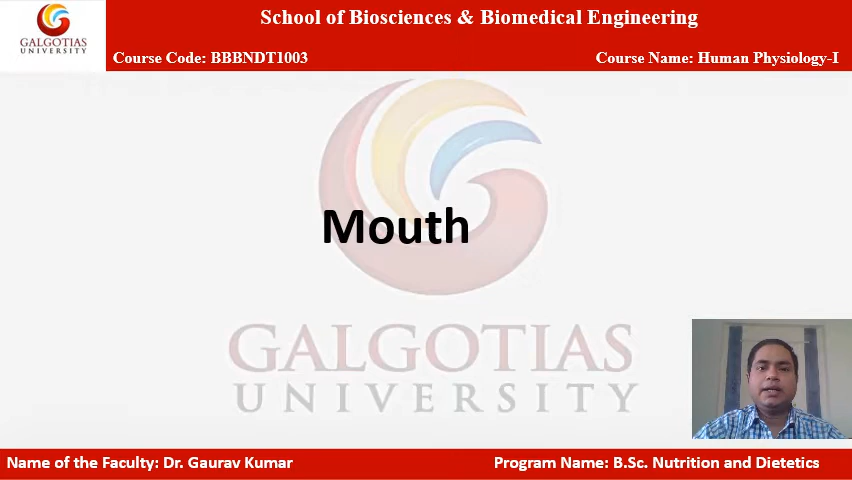 School of Biosciences & Biomedical Engineering
GALGOTIAS
UNIVERSITY
Course Code: BBBNDT1003
Course Name: Human Physiology-I
Mouth
GALGOTIAS
UNIVERSITY
Name of the Faculty: Dr. Gaurav Kumar
Program Name: B.Sc. Nutrition and Dietetics